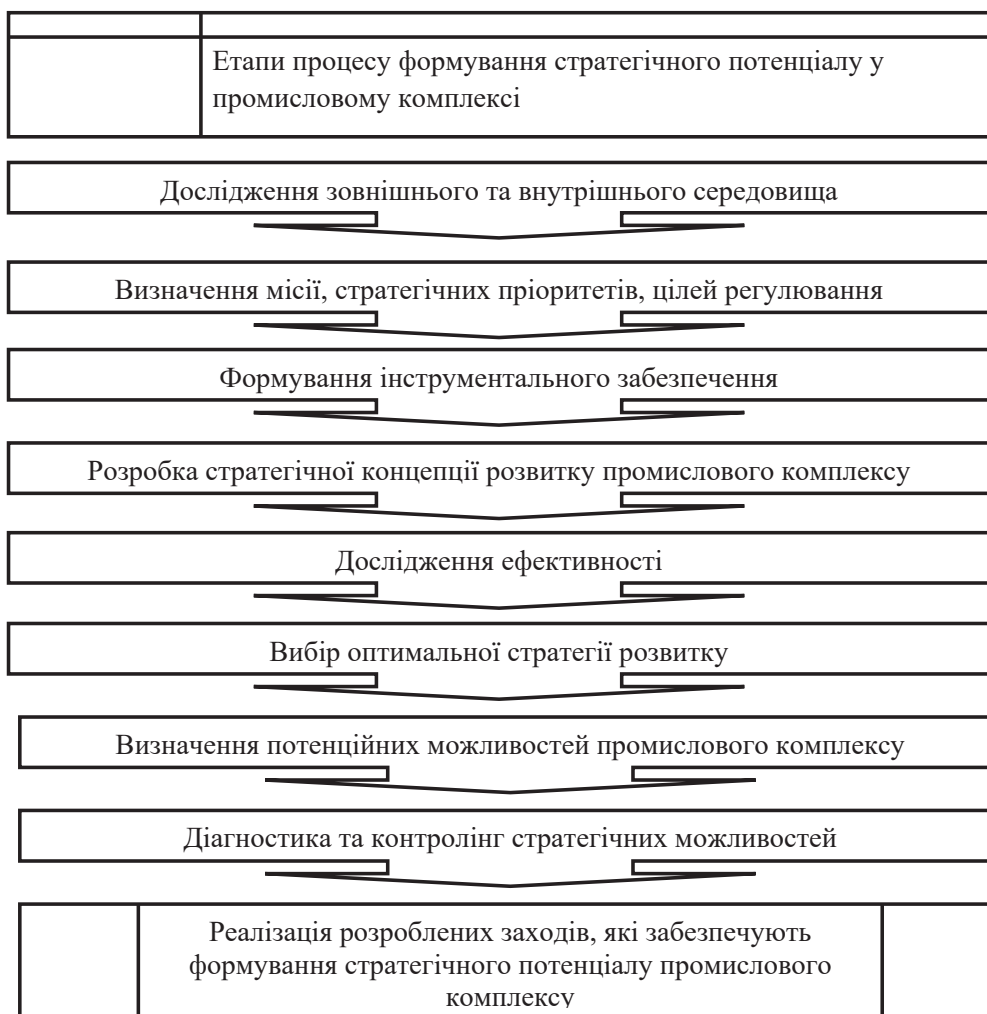 Етапи процесу формування стратегічного потенціалу у
промисловому комплексі
Дослідження зовнішнього та внутрішнього середовища
Визначення місії, стратегічних пріоритетів, цілей регулювання
Формування інструментального забезпечення
Розробка стратегічної концепції розвитку промислового комплексу
Дослідження ефективності
Вибір оптимальної стратегії розвитку
Визначення потенційних можливостей промислового комплексу
Діагностика та контролінг стратегічних можливостей
Реалізація розроблених заходів, які забезпечують
формування стратегічного потенціалу промислового
комплексу